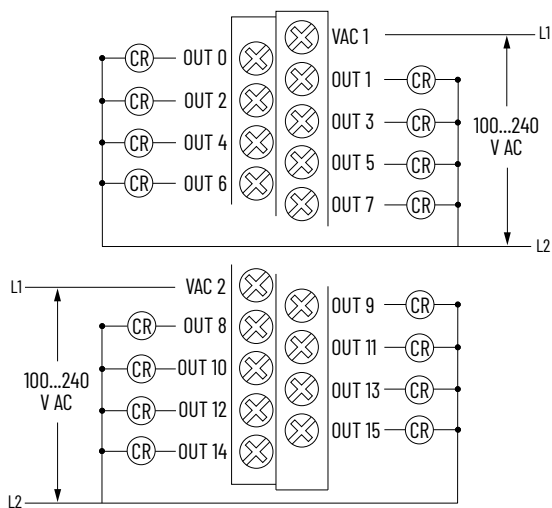 VAC 1 L1
CR OUT 0
OUT 1 CR
CR OUT 2
OUT 3 CR
100...240
V AC
CR OUT 4
OUT 5 CR
CR OUT 6
OUT 7 CR
L2
L1 VAC 2
OUT 9 CR
CR OUT 8
OUT 11 CR
CR OUT 10
100...240
V AC
OUT 13 CR
CR OUT 12
OUT 15 CR
CR OUT 14
L2